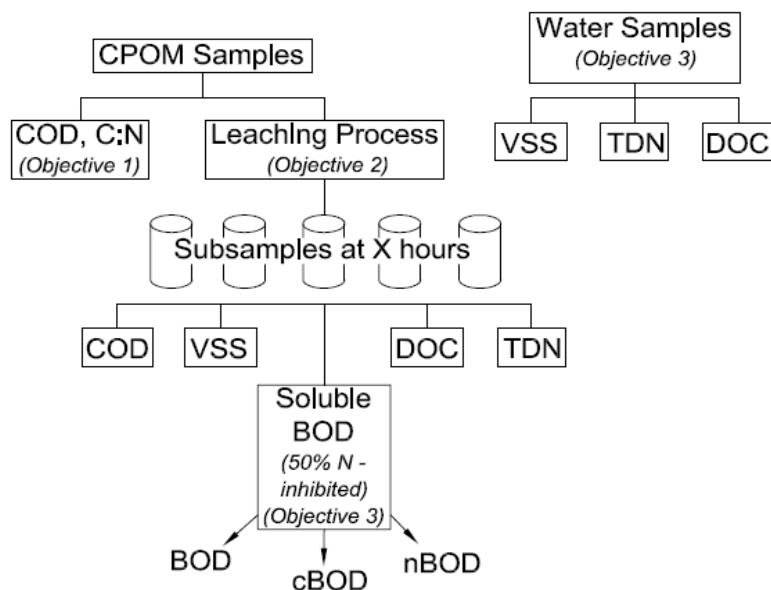 CPOM Samples
Water Samples
(Objective 3)
COD, C:N
(Objective 1)
LeachIng Process
(Objective 2)
VSS
TDN
DOC
Subsamples at X hours
COD
VSS
DOC
TDN
Soluble
BOD
(50% N -
inhibited)
(Objective 3)
BOD
cBOD
nBOD